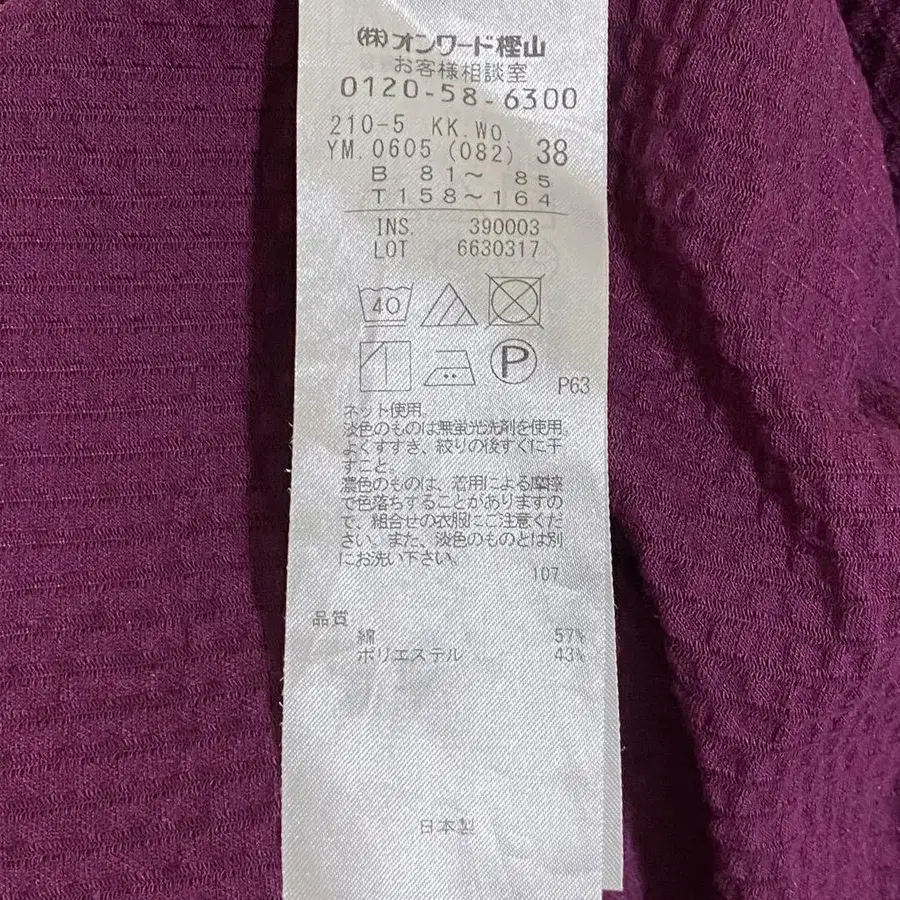 ㈱オンワード樫山
お客様相談室
0120-58-6300
210-5 KK.WO
YM.0605(082) 38
B 81〜 85
T158〜164
INS. 390003
LOT 6630317
40
P
P63
ネット使用。
淡色のものは無蛍光洗剤を使用。
よくすすぎ、絞りの後すぐに干
すこと。
濃色のものは、着用による摩擦
で色落ちすることがありますの
で、組合せの衣服にご注意くだ
さい。また、淡色のものとは別
にお洗い下さい。
107
品質
綿 57%
ポリエステル 43%
日本製